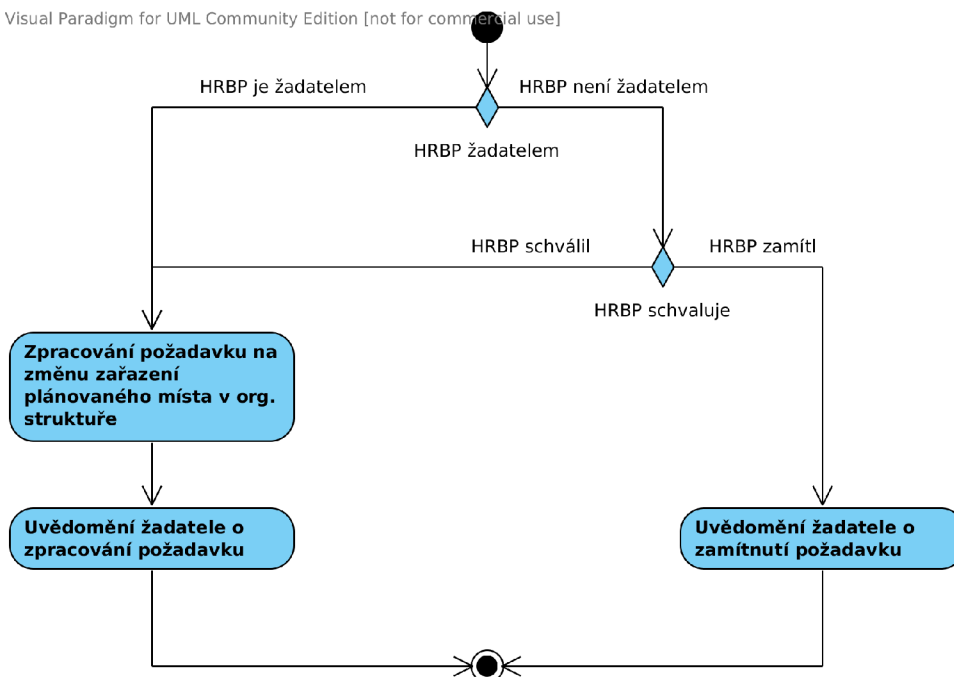 Visual Paradigm for UML Community Edition [not for commercial use]
HRBP je žadatelem
HRBP není žadatelem
HRBP žadatelem
HRBP schválil
HRBP zamítl
HRBP schvaluje
Zpracování požadavku na
změnu zařazení
plánovaného místa v org.
struktuře
Uvědomění žadatele o
zpracování požadavku
Uvědomění žadatele o
zamítnutí požadavku